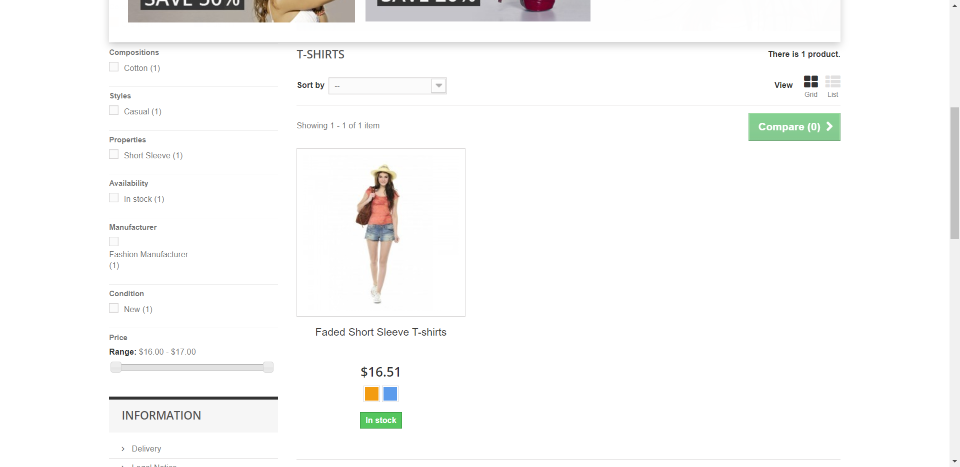 SAVE 50%
SAVE 20%
Compositions
Cotton (1)
Styles
Casual (1)
Properties
Short Sleeve (1)
Availability
In stock (1)
Manufacturer
Fashion Manufacturer
(1)
Condition
New (1)
Price
Range: $16.00 - $17.00
INFORMATION
Delivery
Legal Notice
T-SHIRTS
There is 1 product.
Sort by
--
View
Grid
List
Showing 1 - 1 of 1 item
Compare (0)
Faded Short Sleeve T-shirts
$16.51
In stock